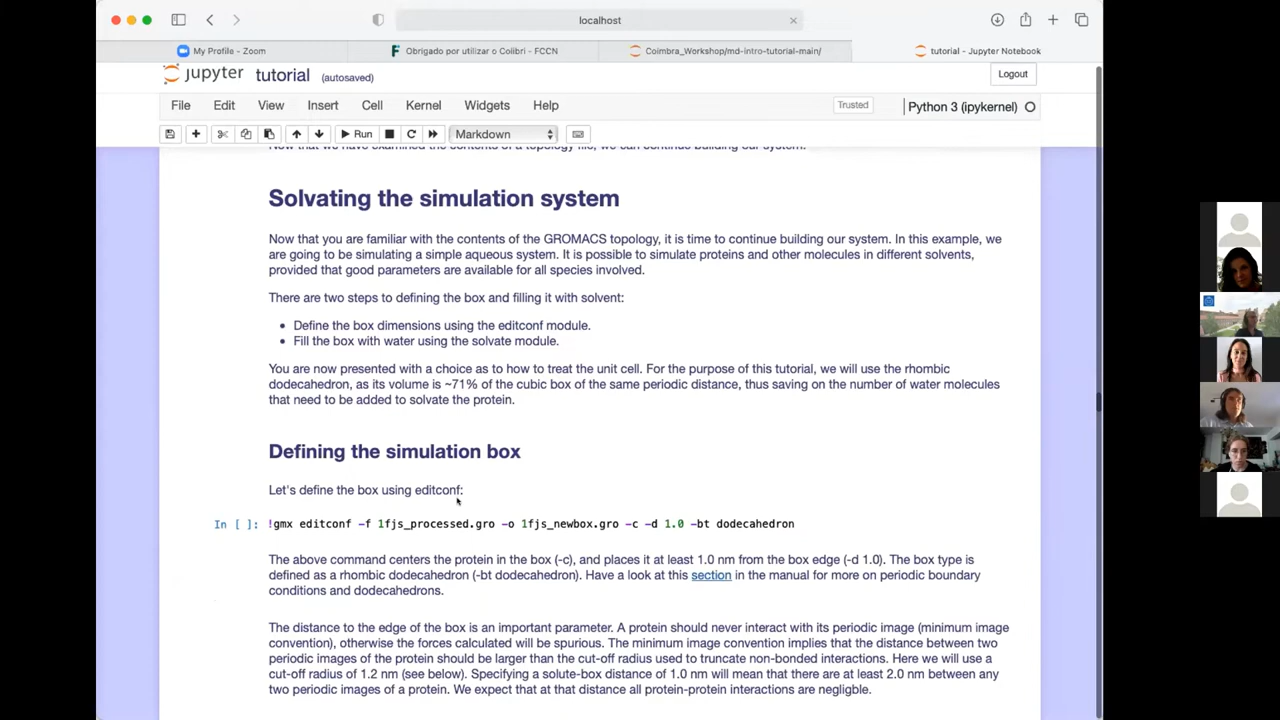 localhost
My Profile - Zoom
Obrigado por utilizar o Colibri - FCCN
Coimbra_Workshop/md-intro-tutorial-main/
tutorial - Jupyter Notebook
jupyter tutorial (autosaved)
Logout
File Edit View Insert Cell Kernel Widgets Help
Trusted
Python 3 (ipykernel)
Run
Markdown
Now that we have examined the contents of a topology file, we can continue building our system.
Solvating the simulation system
Now that you are familiar with the contents of the GROMACS topology, it is time to continue building our system. In this example, we
are going to be simulating a simple aqueous system. It is possible to simulate proteins and other molecules in different solvents,
provided that good parameters are available for all species involved.
There are two steps to defining the box and filling it with solvent:
• Define the box dimensions using the editconf module.
• Fill the box with water using the solvate module.
You are now presented with a choice as to how to treat the unit cell. For the purpose of this tutorial, we will use the rhombic
dodecahedron, as its volume is ~71% of the cubic box of the same periodic distance, thus saving on the number of water molecules
that need to be added to solvate the protein.
Defining the simulation box
Let's define the box using editconf:
In [ ]: !gmx editconf -f 1fjs_processed.gro -o 1fjs_newbox.gro -c -d 1.0 -bt dodecahedron
The above command centers the protein in the box (-c), and places it at least 1.0 nm from the box edge (-d 1.0). The box type is
defined as a rhombic dodecahedron (-bt dodecahedron). Have a look at this section in the manual for more on periodic boundary
conditions and dodecahedrons.
The distance to the edge of the box is an important parameter. A protein should never interact with its periodic image (minimum image
convention), otherwise the forces calculated will be spurious. The minimum image convention implies that the distance between two
periodic images of the protein should be larger than the cut-off radius used to truncate non-bonded interactions. Here we will use a
cut-off radius of 1.2 nm (see below). Specifying a solute-box distance of 1.0 nm will mean that there are at least 2.0 nm between any
two periodic images of a protein. We expect that at that distance all protein-protein interactions are negligble.